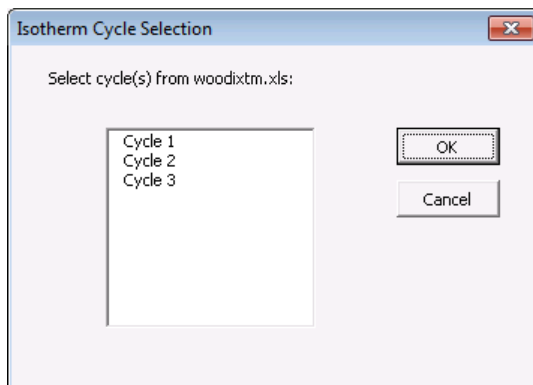 Isotherm Cycle Selection
Select cycle(s) from woodixtm.xls:
Cycle 1
Cycle 2
Cycle 3
OK
Cancel